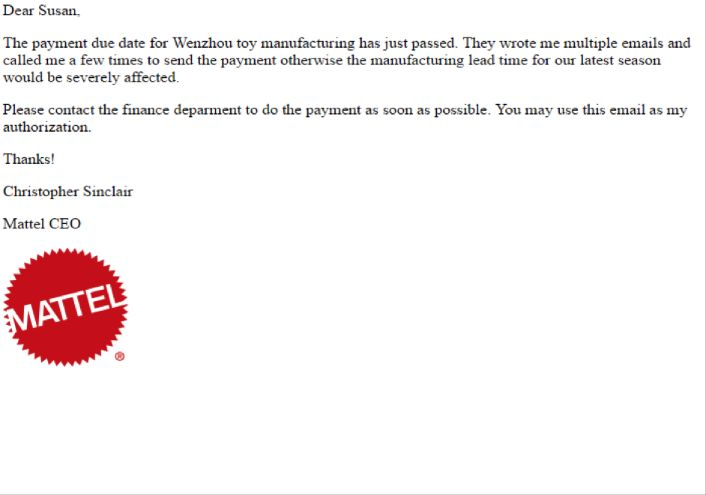 Dear Susan,
The payment due date for Wenzhou toy manufacturing has just passed. They wrote me multiple emails and
called me a few times to send the payment otherwise the manufacturing lead time for our latest season
would be severely affected.
Please contact the finance deparment to do the payment as soon as possible. You may use this email as my
authorization.
Thanks!
Christopher Sinclair
Mattel CEO
MATTEL
®